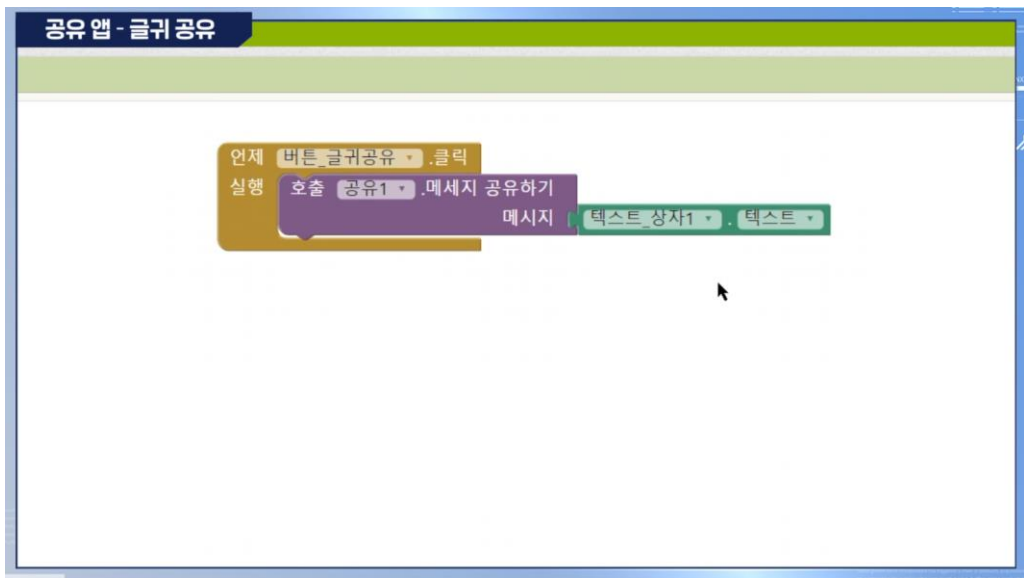 공유 앱 - 글귀 공유
언제 버튼_글귀공유 .클릭
실행 호출 공유1 .메세지 공유하기
메시지 텍스트_상자1 . 텍스트